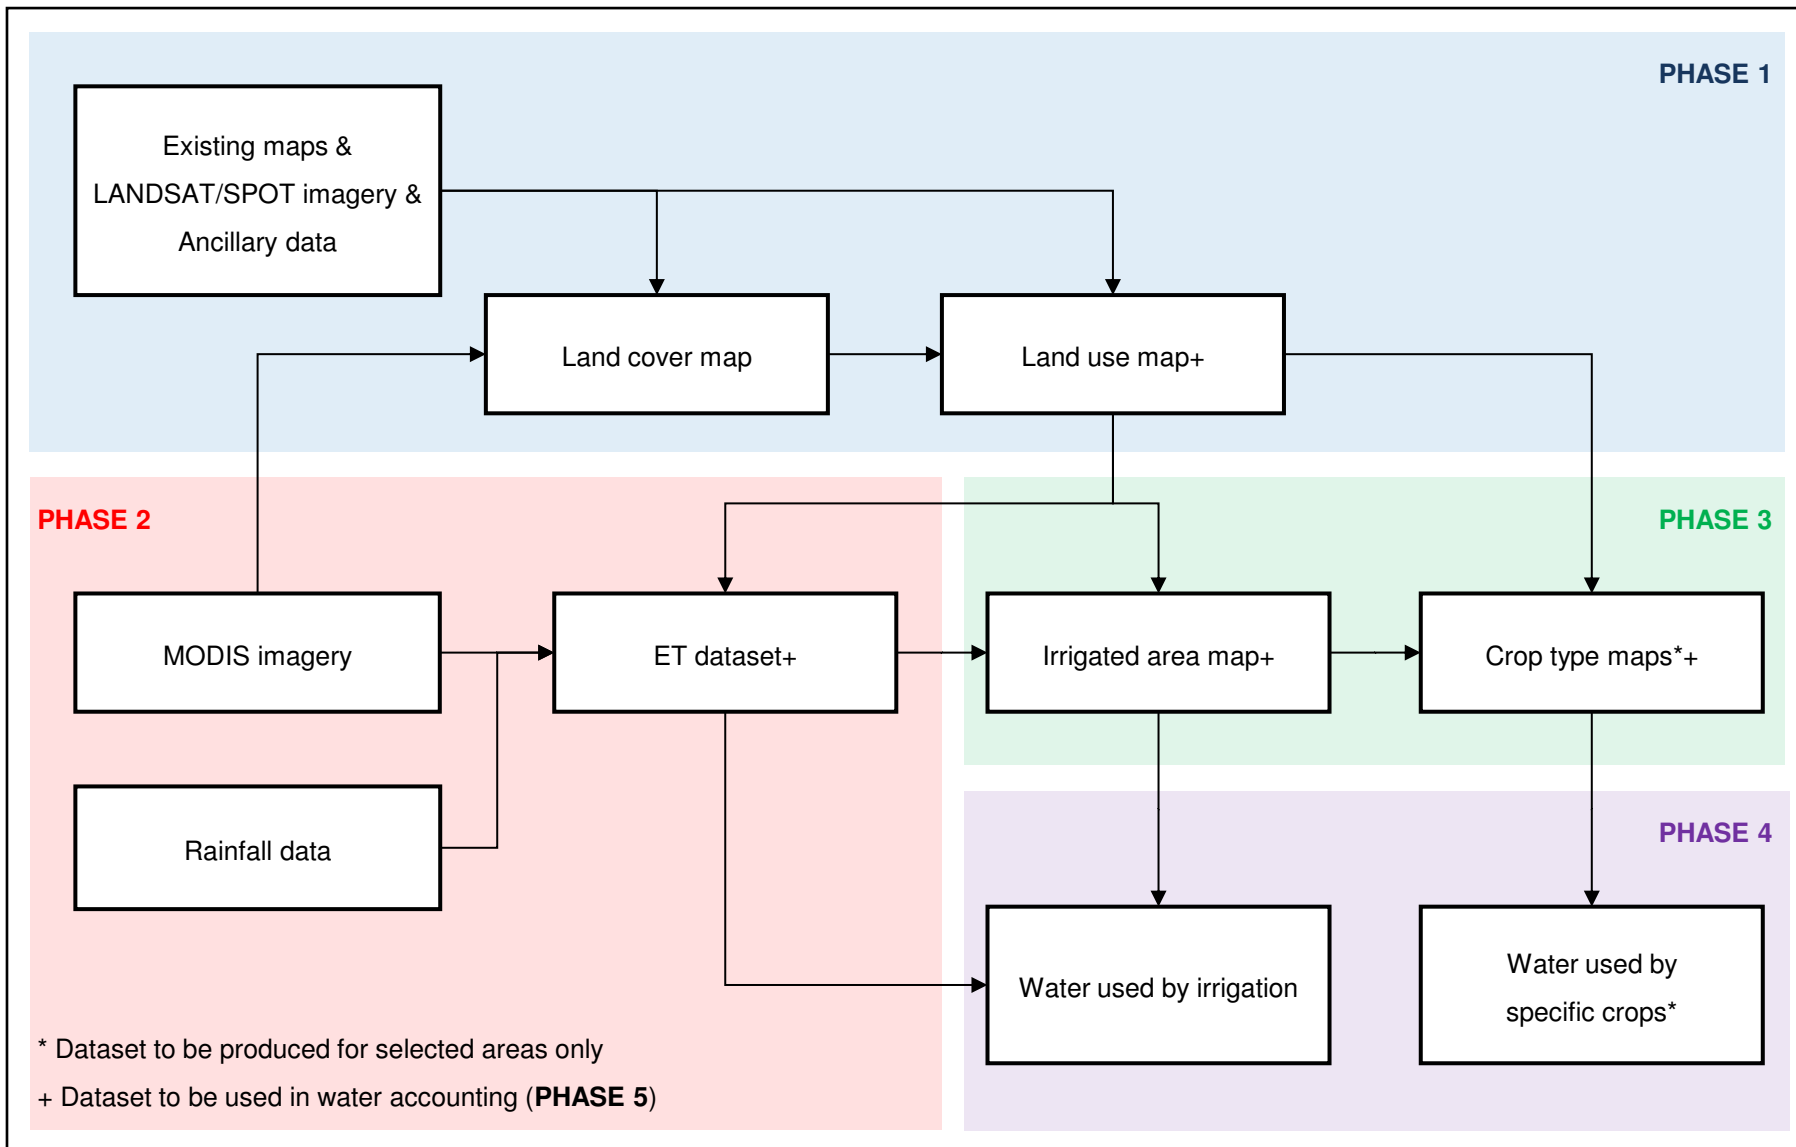 PHASE 1
Existing maps &
LANDSAT/SPOT imagery &
Ancillary data
Land cover map
Land use map+
PHASE 2
PHASE 3
MODIS imagery
ET dataset+
Irrigated area map+
Crop type maps*+
Rainfall data
PHASE 4
Water used by irrigation
Water used by
specific crops*
* Dataset to be produced for selected areas only
+ Dataset to be used in water accounting (PHASE 5)